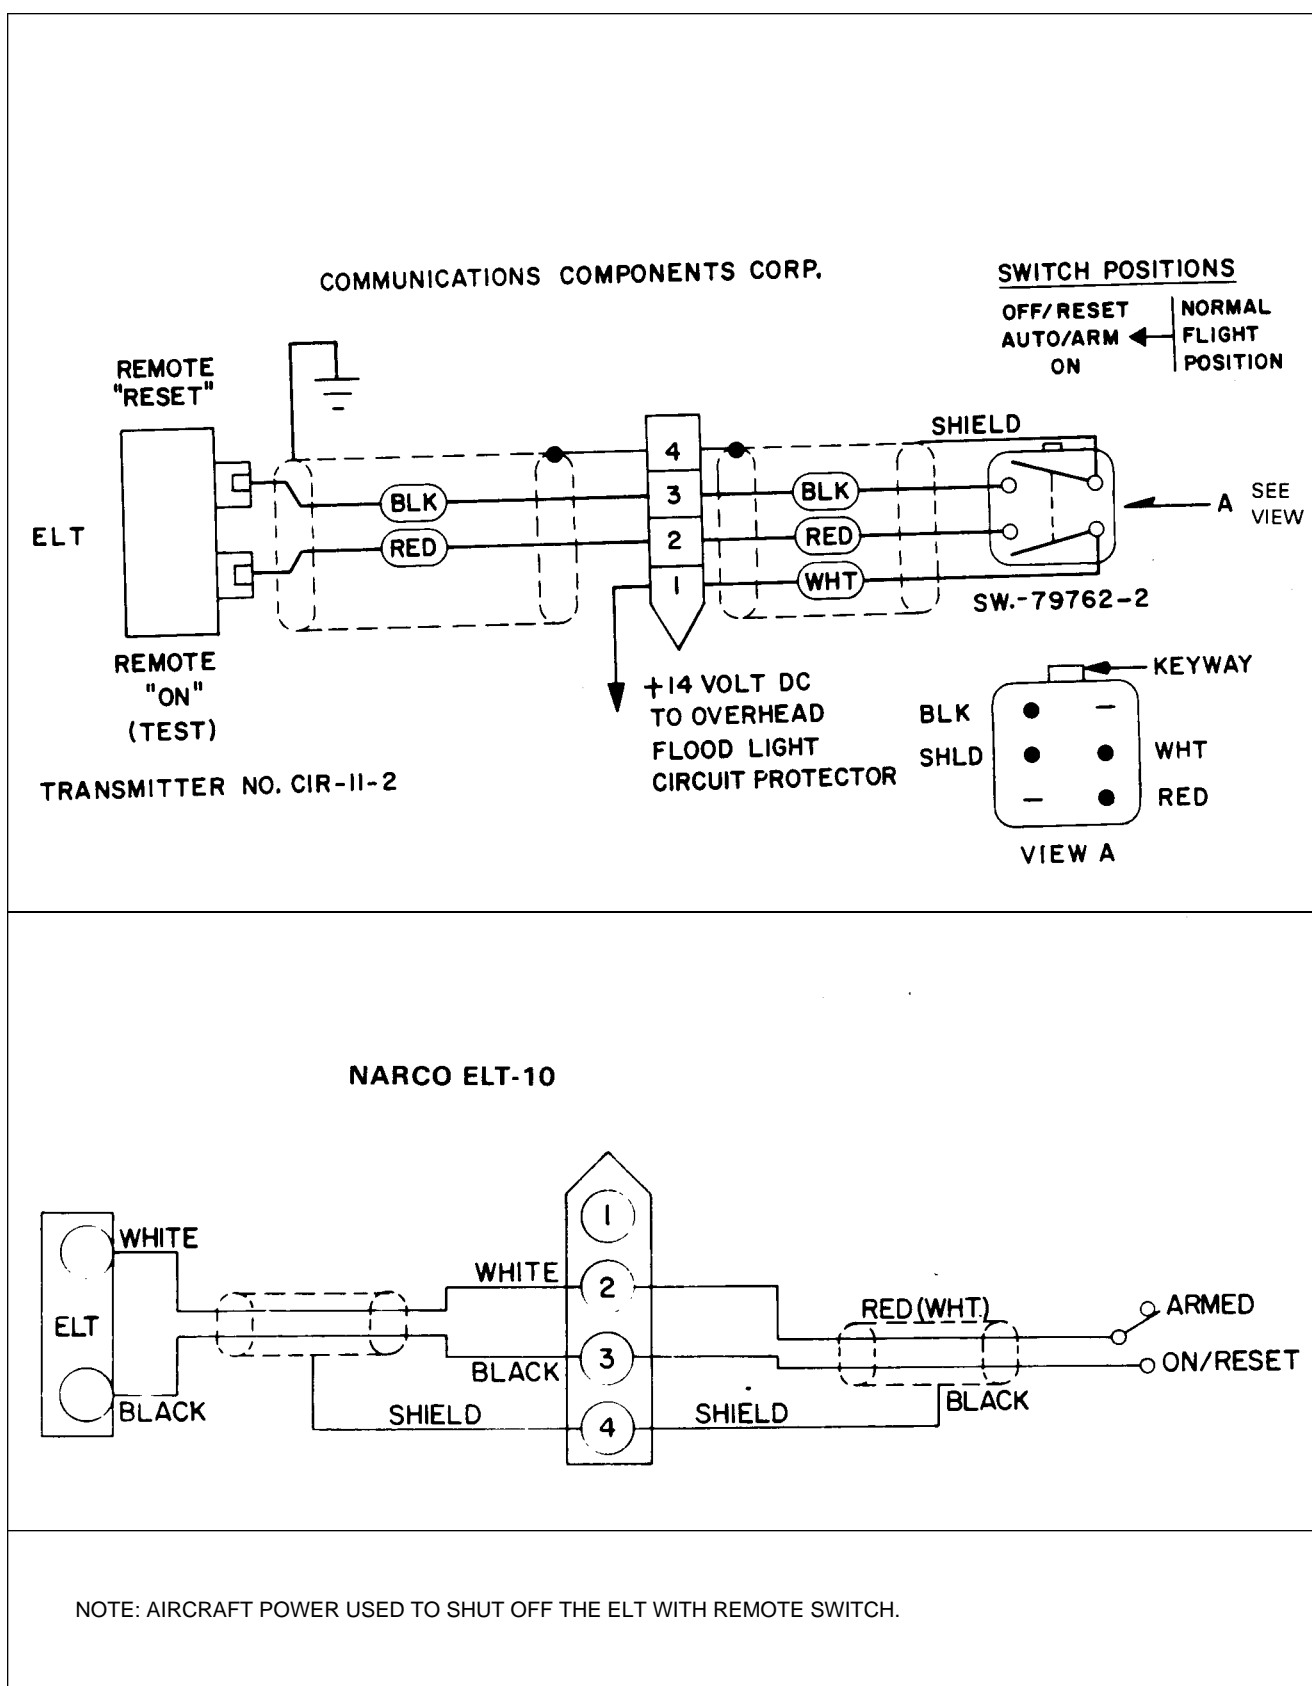 COMMUNICATIONS COMPONENTS CORP.
SWITCH POSITIONS
OFF/RESET
AUTO/ARM
ON
NORMAL
FLIGHT
POSITION
REMOTE
"RESET"
ELT
REMOTE
"ON"
(TEST)
TRANSMITTER NO. CIR-11-2
BLK
RED
4
3
2
1
BLK
RED
WHT
SHIELD
A
SEE
VIEW
SW.-79762-2
+14 VOLT DC
TO OVERHEAD
FLOOD LIGHT
CIRCUIT PROTECTOR
KEYWAY
BLK
SHLD
WHT
RED
VIEW A
NARCO ELT-10
WHITE
ELT
BLACK
WHITE
BLACK
SHIELD
1
2
3
4
SHIELD
RED (WHT.)
BLACK
ARMED
ON/RESET
NOTE: AIRCRAFT POWER USED TO SHUT OFF THE ELT WITH REMOTE SWITCH.